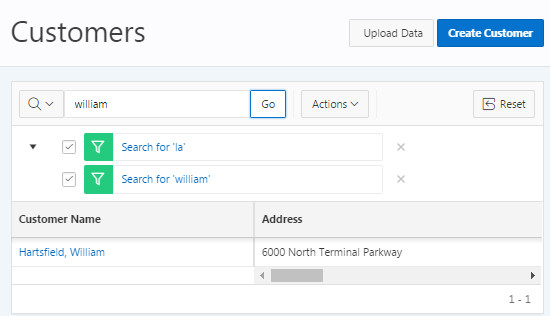 Customers
Upload Data
Create Customer
william
Go
Actions
Reset
Search for 'la'
Search for 'william'
Customer Name Address
Hartsfield, William 6000 North Terminal Parkway
1 - 1